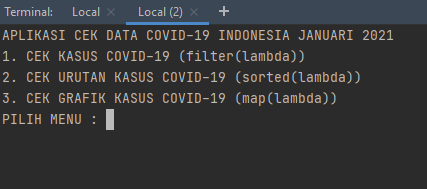 Terminal: Local × Local (2) ×
APLIKASI CEK DATA COVID-19 INDONESIA JANUARI 2021
1. CEK KASUS COVID-19 (filter(lambda))
2. CEK URUTAN KASUS COVID-19 (sorted(lambda))
3. CEK GRAFIK KASUS COVID-19 (map(lambda))
PILIH MENU :